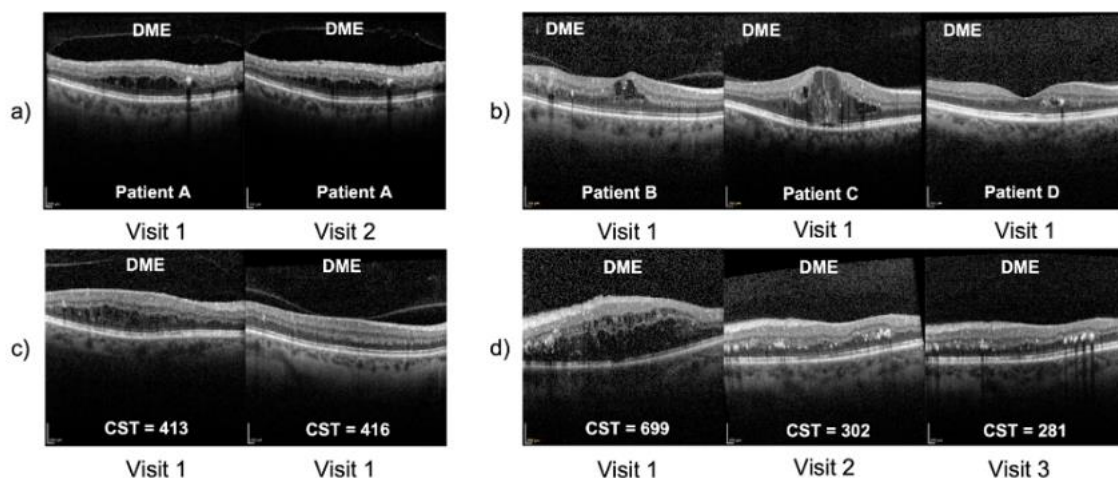 DME DME
a)
Patient A Patient A
Visit 1 Visit 2
DME DME DME
b)
Patient B Patient C Patient D
Visit 1 Visit 1 Visit 1
DME DME
c)
CST = 413 CST = 416
Visit 1 Visit 1
DME DME DME
d)
CST = 699 CST = 302 CST = 281
Visit 1 Visit 2 Visit 3